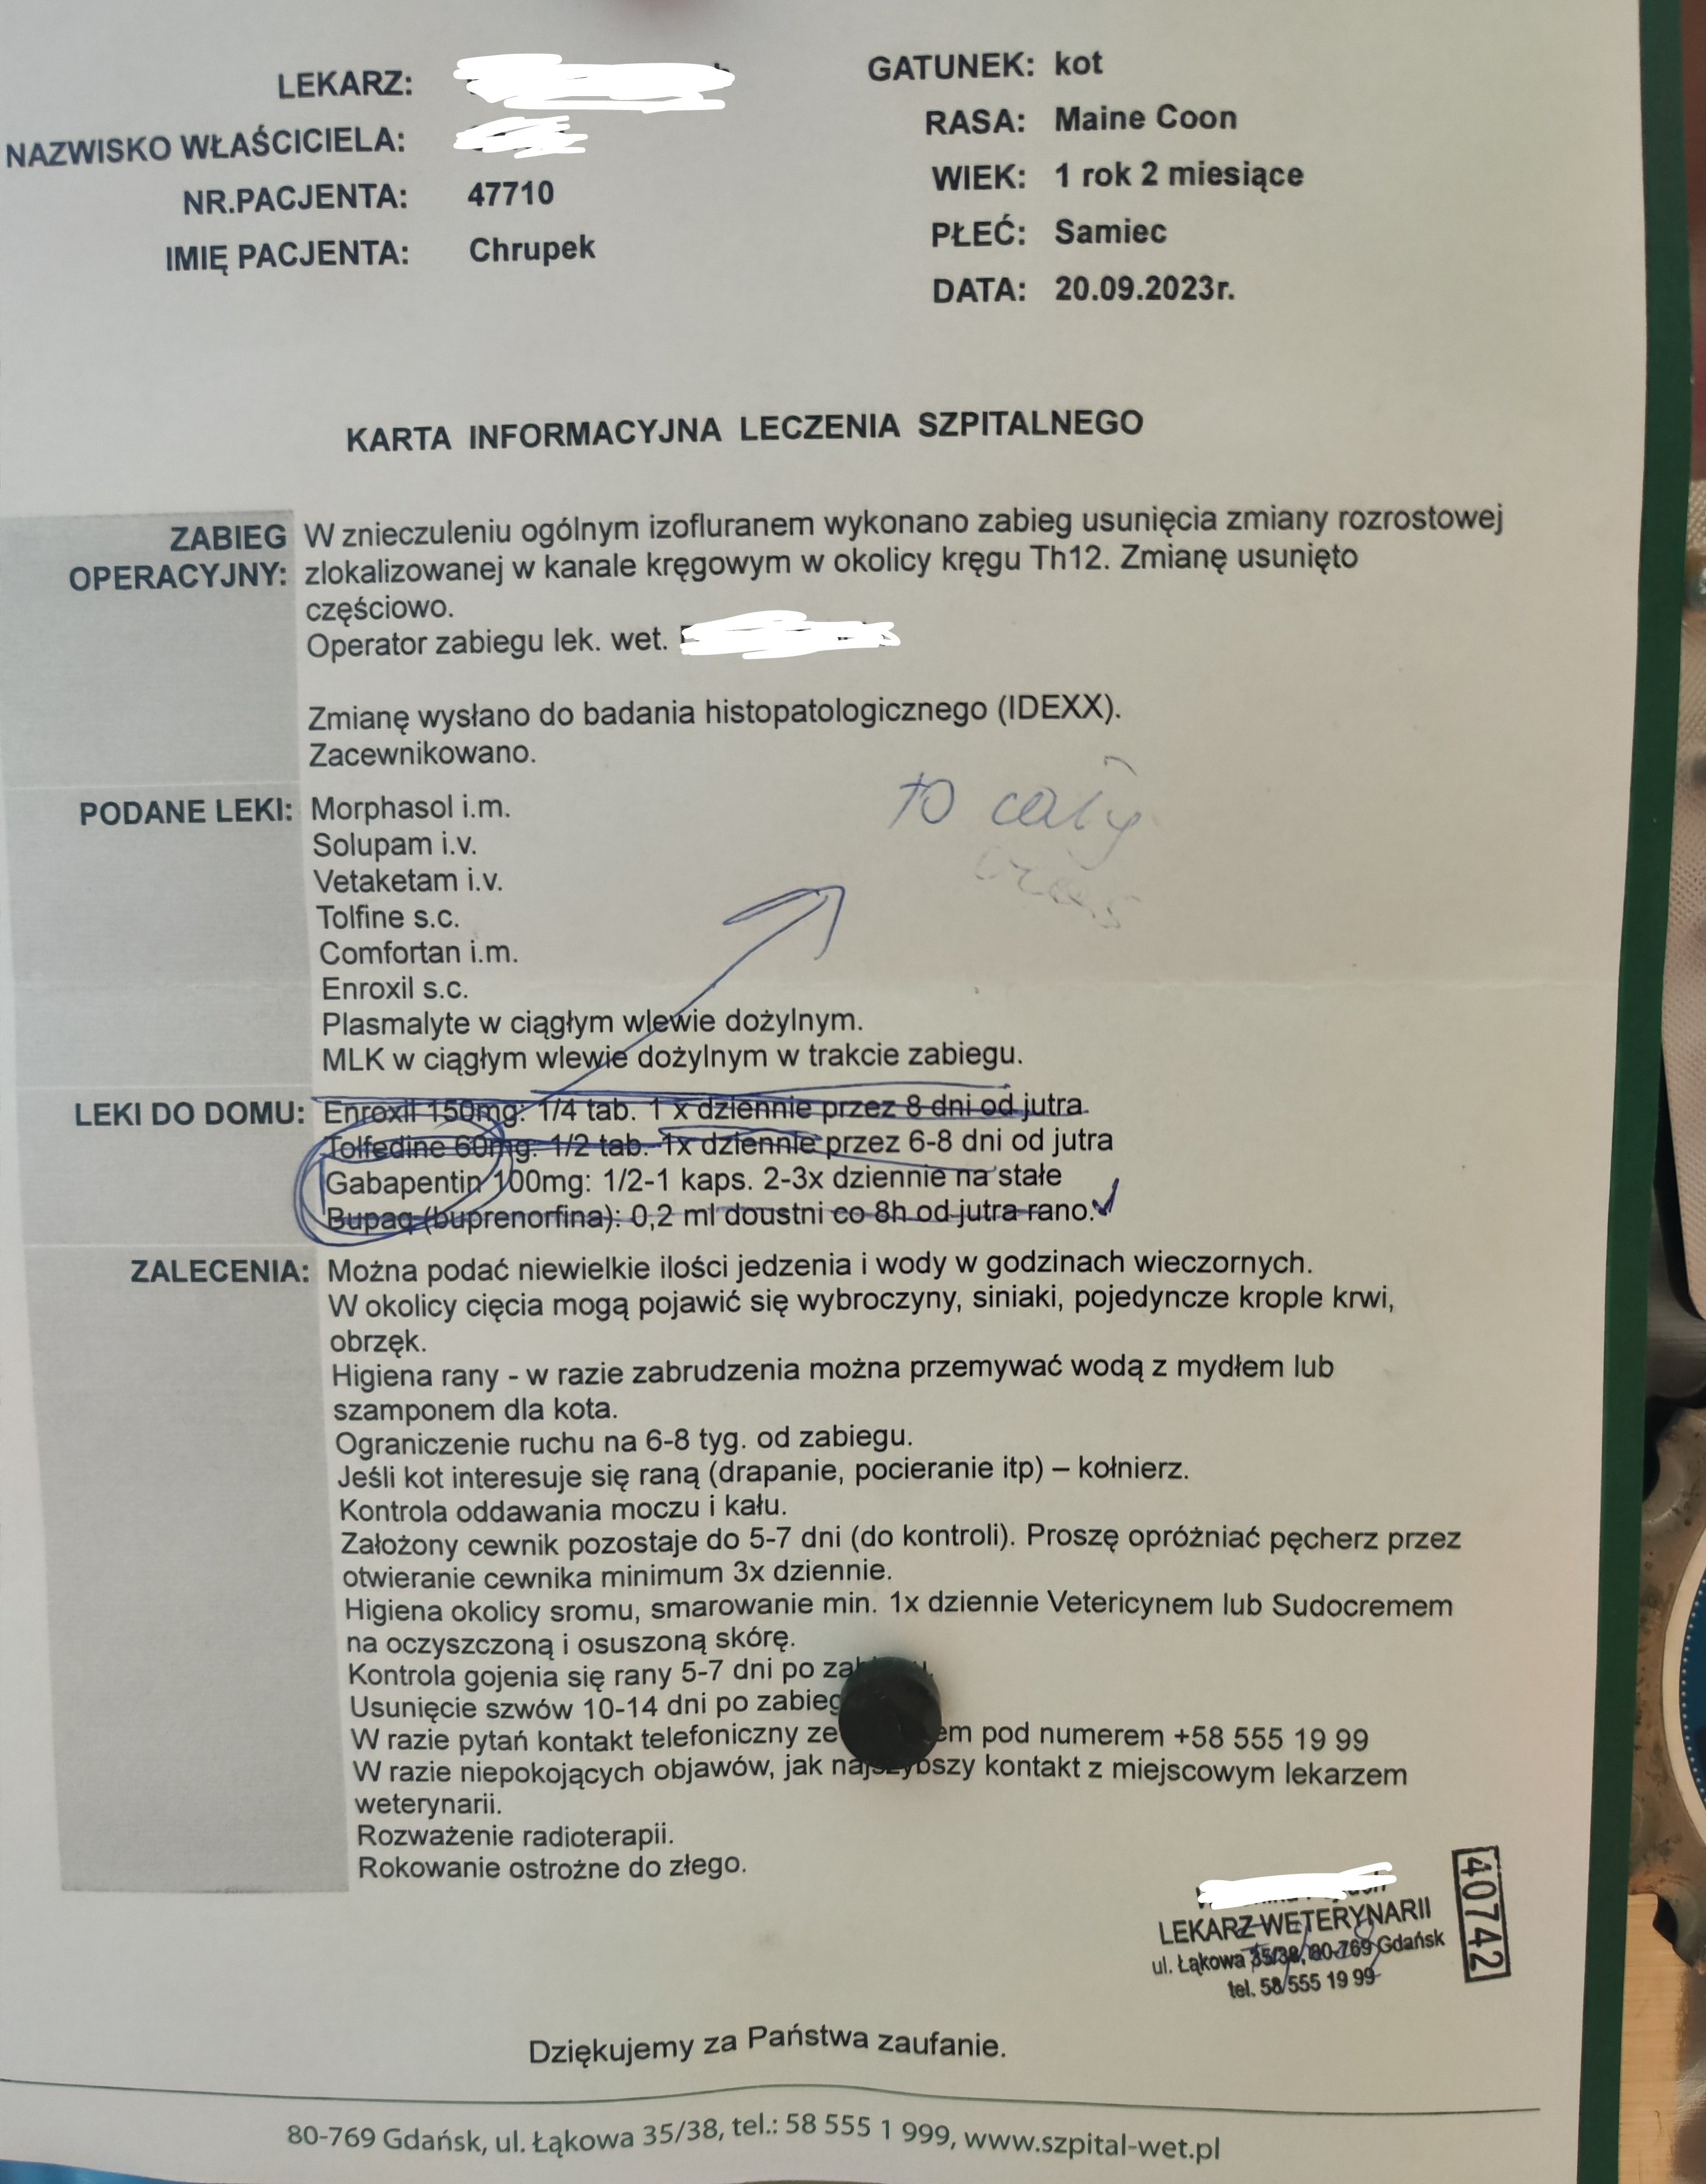 LEKARZ:
NAZWISKO WŁAŚCICIELA:
NR.PACJENTA: 47710
IMIĘ PACJENTA: Chrupek
GATUNEK: kot
RASA: Maine Coon
WIEK: 1 rok 2 miesiące
PŁEĆ: Samiec
DATA: 20.09.2023r.
KARTA INFORMACYJNA LECZENIA SZPITALNEGO
ZABIEG OPERACYJNY: W znieczuleniu ogólnym izofluranem wykonano zabieg usunięcia zmiany rozrostowej
zlokalizowanej w kanale kręgowym w okolicy kręgu Th12. Zmianę usunięto
częściowo.
Operator zabiegu lek. wet.
Zmianę wysłano do badania histopatologicznego (IDEXX).
Zacewnikowano.
to cały
PODANE LEKI: Morphasol i.m.
Solupam i.v.
Vetaketam i.v.
Tolfine s.c.
Comfortan i.m.
Enroxil s.c.
Plasmalyte w ciągłym wlewie dożylnym.
MLK w ciągłym wlewie dożylnym w trakcie zabiegu.
LEKI DO DOMU: Enroxil 150mg: 1/4 tab. 1 x dziennie przez 8 dni od jutra.
Tolfedine 60mg: 1/2 tab. 1x dziennie przez 6-8 dni od jutra
Gabapentin 100mg: 1/2-1 kaps. 2-3x dziennie na stałe
Bupaq (buprenorfina): 0,2 ml doustni co 8h od jutra rano.
ZALECENIA: Można podać niewielkie ilości jedzenia i wody w godzinach wieczornych.
W okolicy cięcia mogą pojawić się wybroczyny, siniaki, pojedyncze krople krwi,
obrzęk.
Higiena rany - w razie zabrudzenia można przemywać wodą z mydłem lub
szamponem dla kota.
Ograniczenie ruchu na 6-8 tyg. od zabiegu.
Jeśli kot interesuje się raną (drapanie, pocieranie itp) – kołnierz.
Kontrola oddawania moczu i kału.
Założony cewnik pozostaje do 5-7 dni (do kontroli). Proszę opróżniać pęcherz przez
otwieranie cewnika minimum 3x dziennie.
Higiena okolicy sromu, smarowanie min. 1x dziennie Vetericynem lub Sudocremem
na oczyszczoną i osuszoną skórę.
Kontrola gojenia się rany 5-7 dni po
Usunięcie szwów 10-14 dni po
W razie pytań kontakt telefoniczny pod numerem +58 555 19 99
W razie niepokojących objawów, jak najszybszy kontakt z miejscowym lekarzem
weterynarii.
Rozważenie radioterapii.
Rokowanie ostrożne do złego.
LEKARZ WETERYNARII
ul. Łąkowa 35/38, 80-769 Gdańsk
tel. 58 555 19 99
40742
Dziękujemy za Państwa zaufanie.
80-769 Gdańsk, ul. Łąkowa 35/38, tel.: 58 555 1 999, www.szpital-wet.pl